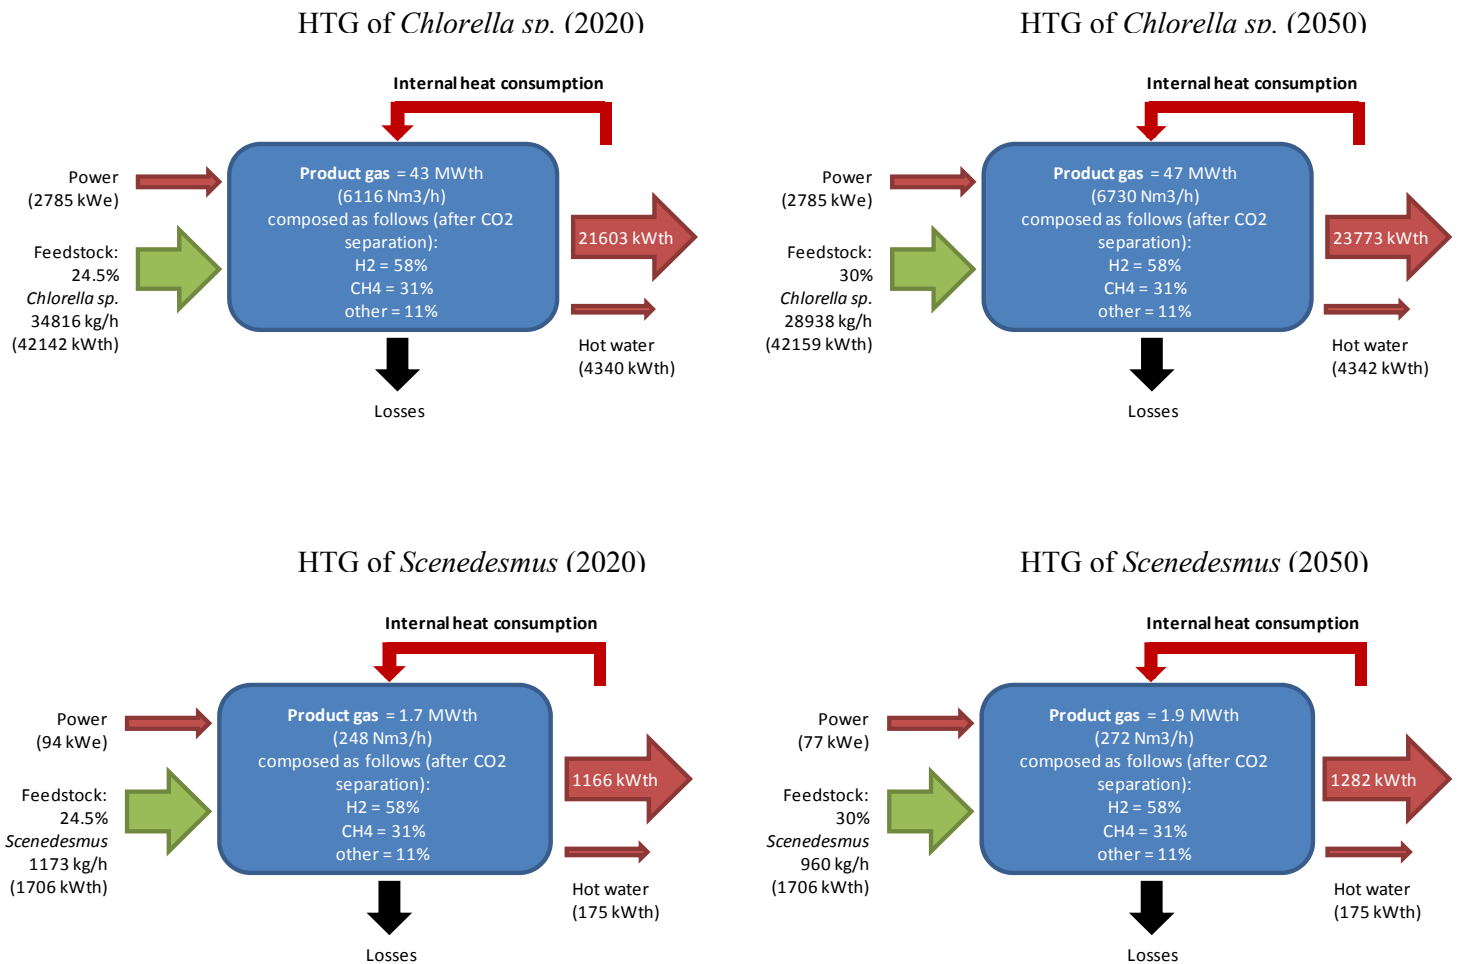 HTG of Chlorella sp. (2020)
Internal heat consumption
Power
(2785 kWe)
Feedstock:
24.5%
Chlorella sp.
34816 kg/h
(42142 kWth)
Product gas = 43 MWth
(6116 Nm3/h)
composed as follows (after CO2
separation):
H2 = 58%
CH4 = 31%
other = 11%
21603 kWth
Hot water
(4340 kWth)
Losses
HTG of Chlorella sp. (2050)
Internal heat consumption
Power
(2785 kWe)
Feedstock:
30%
Chlorella sp.
28938 kg/h
(42159 kWth)
Product gas = 47 MWth
(6730 Nm3/h)
composed as follows (after CO2
separation):
H2 = 58%
CH4 = 31%
other = 11%
23773 kWth
Hot water
(4342 kWth)
Losses
HTG of Scenedesmus (2020)
Internal heat consumption
Power
(94 kWe)
Feedstock:
24.5%
Scenedesmus
1173 kg/h
(1706 kWth)
Product gas = 1.7 MWth
(248 Nm3/h)
composed as follows (after CO2
separation):
H2 = 58%
CH4 = 31%
other = 11%
1166 kWth
Hot water
(175 kWth)
Losses
HTG of Scenedesmus (2050)
Internal heat consumption
Power
(77 kWe)
Feedstock:
30%
Scenedesmus
960 kg/h
(1706 kWth)
Product gas = 1.9 MWth
(272 Nm3/h)
composed as follows (after CO2
separation):
H2 = 58%
CH4 = 31%
other = 11%
1282 kWth
Hot water
(175 kWth)
Losses